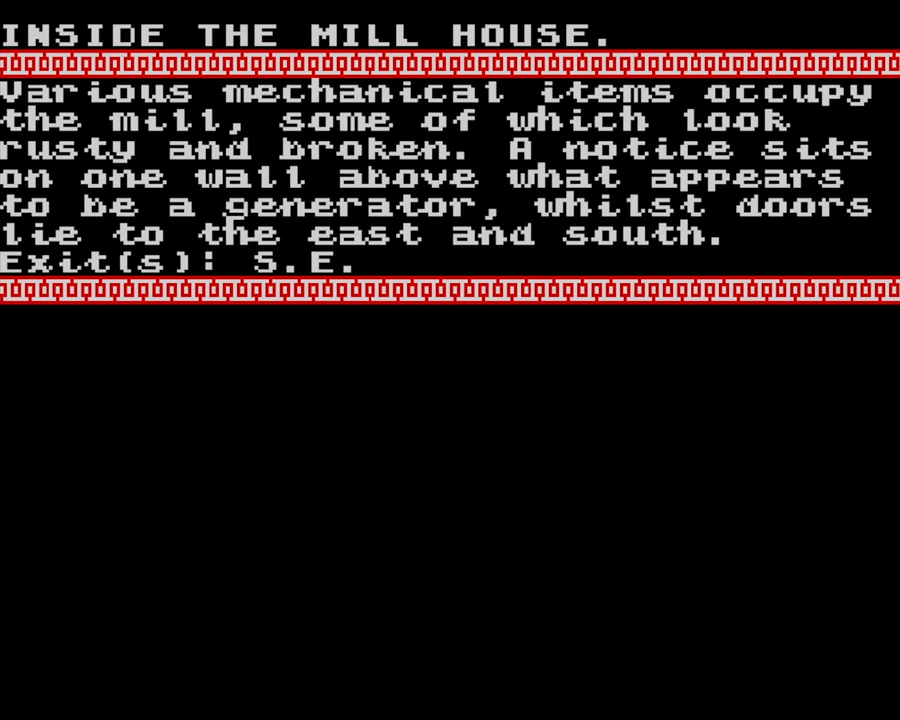 INSIDE THE MILL HOUSE.
Various mechanical items occupy
the mill, some of which look
rusty and broken. A notice sits
on one wall above what appears
to be a generator, whilst doors
lie to the east and south.
Exit(s): S.E.